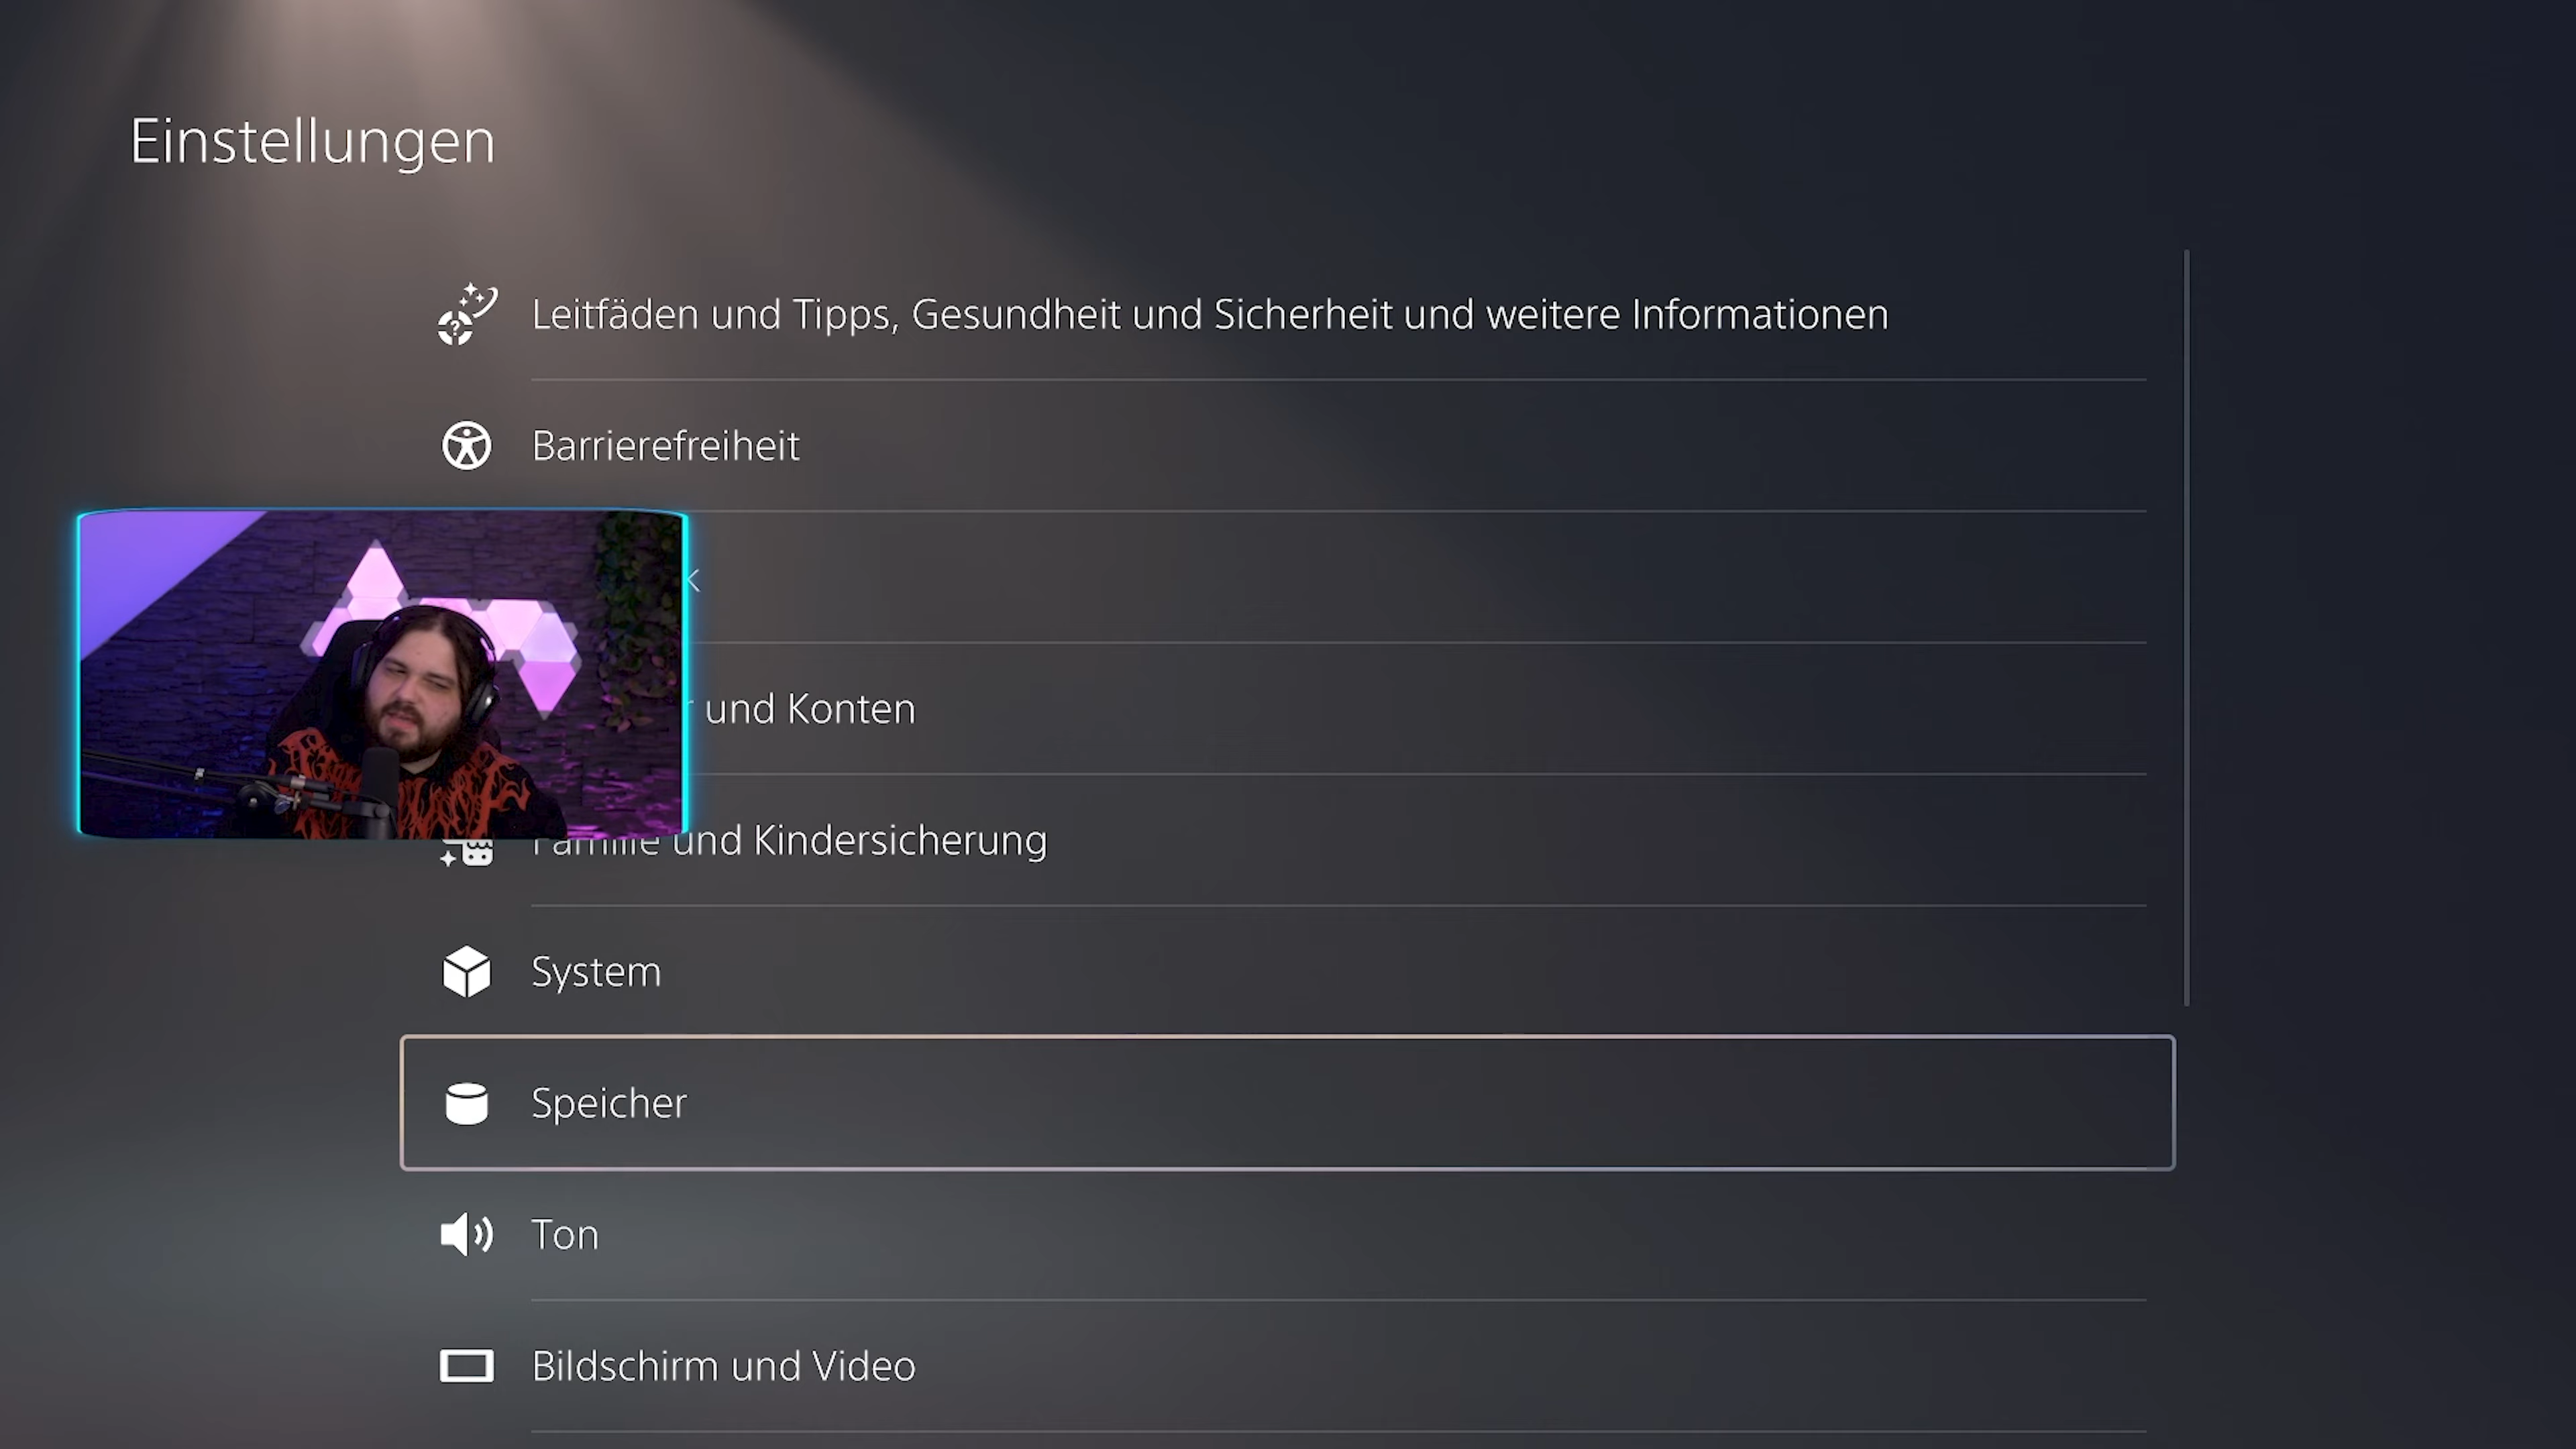 Einstellungen
Leitfäden und Tipps, Gesundheit und Sicherheit und weitere Informationen
Barrierefreiheit
und Konten
Familie und Kindersicherung
System
Speicher
Ton
Bildschirm und Video